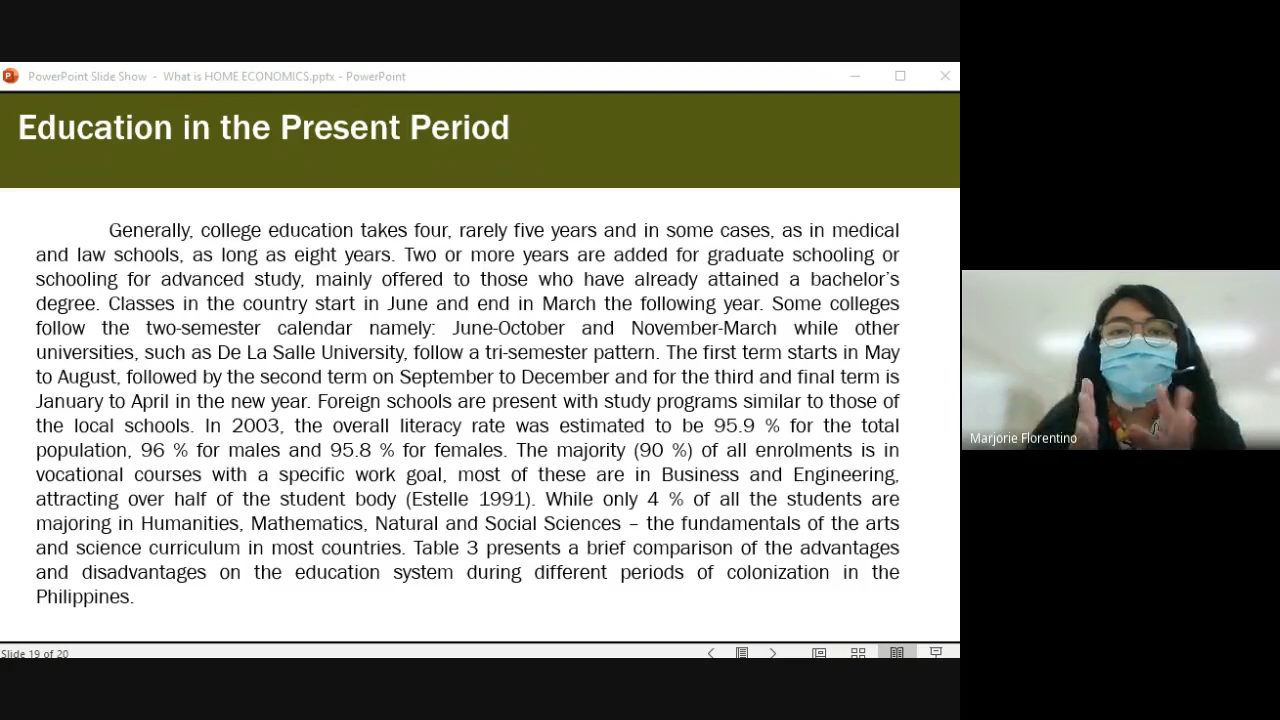 PowerPoint Slide Show - What is HOME ECONOMICS.pptx - PowerPoint
Education in the Present Period
Generally, college education takes four, rarely five years and in some cases, as in medical
and law schools, as long as eight years. Two or more years are added for graduate schooling or
schooling for advanced study, mainly offered to those who have already attained a bachelor's
degree. Classes in the country start in June and end in March the following year. Some colleges
follow the two-semester calendar namely: June-October and November-March while other
universities, such as De La Salle University, follow a tri-semester pattern. The first term starts in May
to August, followed by the second term on September to December and for the third and final term is
January to April in the new year. Foreign schools are present with study programs similar to those of
the local schools. In 2003, the overall literacy rate was estimated to be 95.9 % for the total
population, 96 % for males and 95.8 % for females. The majority (90 %) of all enrolments is in
vocational courses with a specific work goal, most of these are in Business and Engineering,
attracting over half of the student body (Estelle 1991). While only 4 % of all the students are
majoring in Humanities, Mathematics, Natural and Social Sciences – the fundamentals of the arts
and science curriculum in most countries. Table 3 presents a brief comparison of the advantages
and disadvantages on the education system during different periods of colonization in the
Philippines.
Slide 19 of 20
Marjorie Florentino